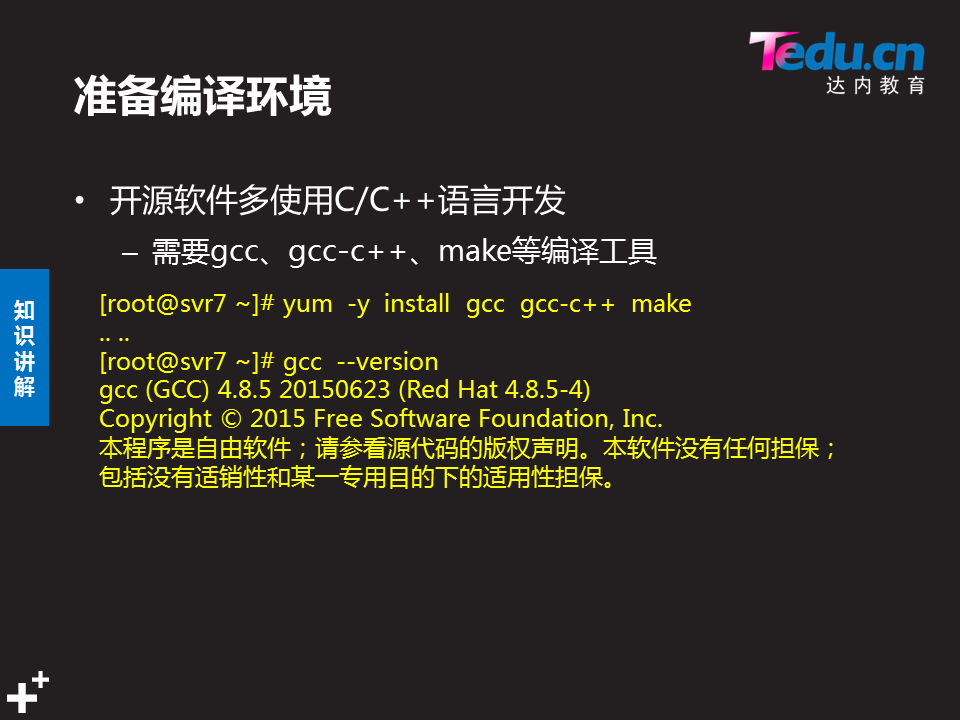 Tedu.cn
达内教育
准备编译环境
• 开源软件多使用C/C++语言开发
– 需要gcc、gcc-c++、make等编译工具
知识讲解
[root@svr7 ~]# yum -y install gcc gcc-c++ make
.. ..
[root@svr7 ~]# gcc --version
gcc (GCC) 4.8.5 20150623 (Red Hat 4.8.5-4)
Copyright © 2015 Free Software Foundation, Inc.
本程序是自由软件；请参看源代码的版权声明。本软件没有任何担保；
包括没有适销性和某一专用目的下的适用性担保。